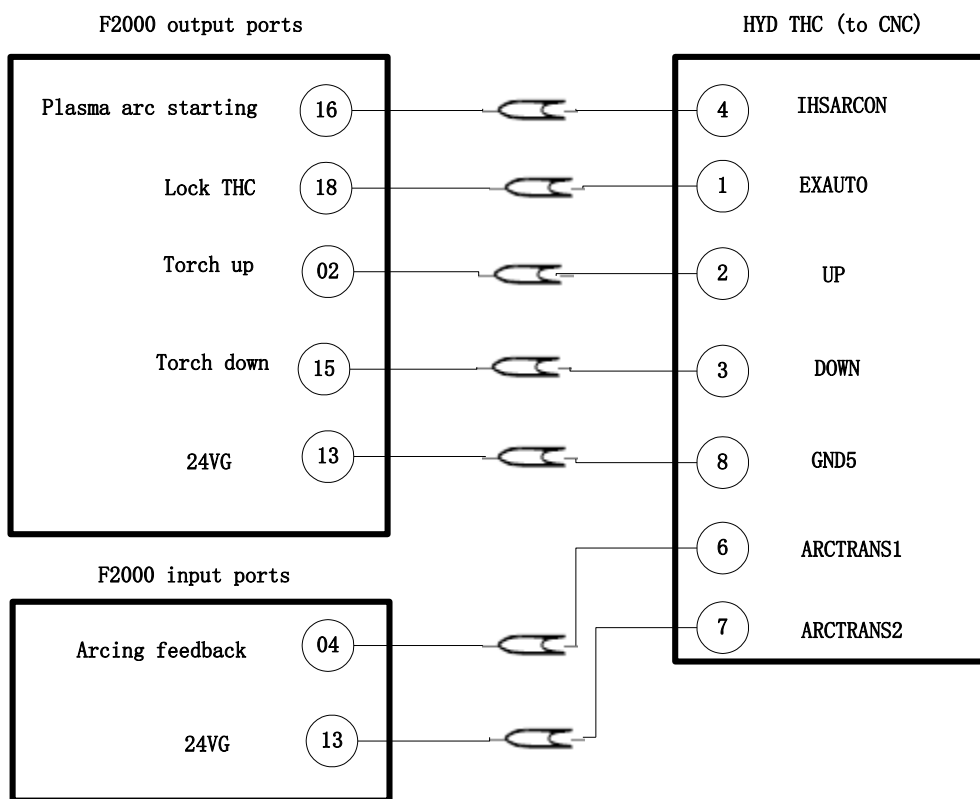 F2000 output ports
HYD THC (to CNC)
Plasma arc starting 16 4 IHSARCON
Lock THC 18 1 EXAUTO
Torch up 02 2 UP
Torch down 15 3 DOWN
24VG 13 8 GND5
6 ARCTRANS1
F2000 input ports
7 ARCTRANS2
Arcing feedback 04
24VG 13